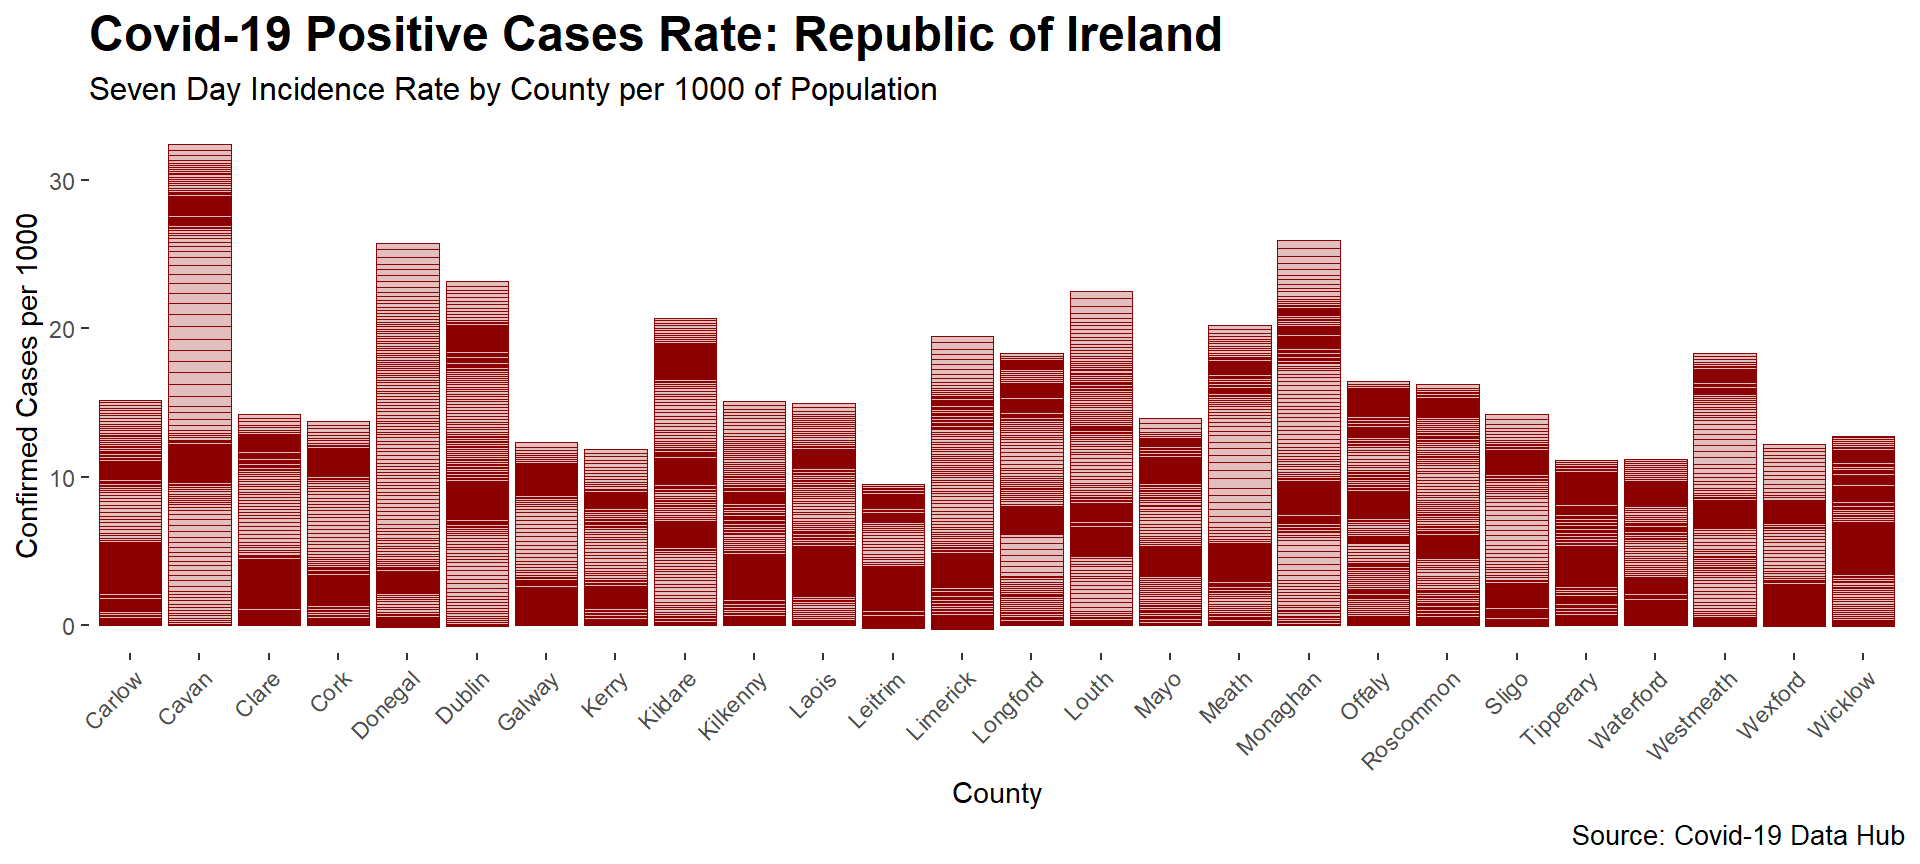 Covid-19 Positive Cases Rate: Republic of Ireland
Seven Day Incidence Rate by County per 1000 of Population
Confirmed Cases per 1000
30
20
10
0
Carlow
Cavan
Clare
Cork
Donegal
Dublin
Galway
Kerry
Kildare
Kilkenny
Laois
Leitrim
Limerick
Longford
Louth
Mayo
Meath
Monaghan
Offaly
Roscommon
Sligo
Tipperary
Waterford
Westmeath
Wexford
Wicklow
County
Source: Covid-19 Data Hub